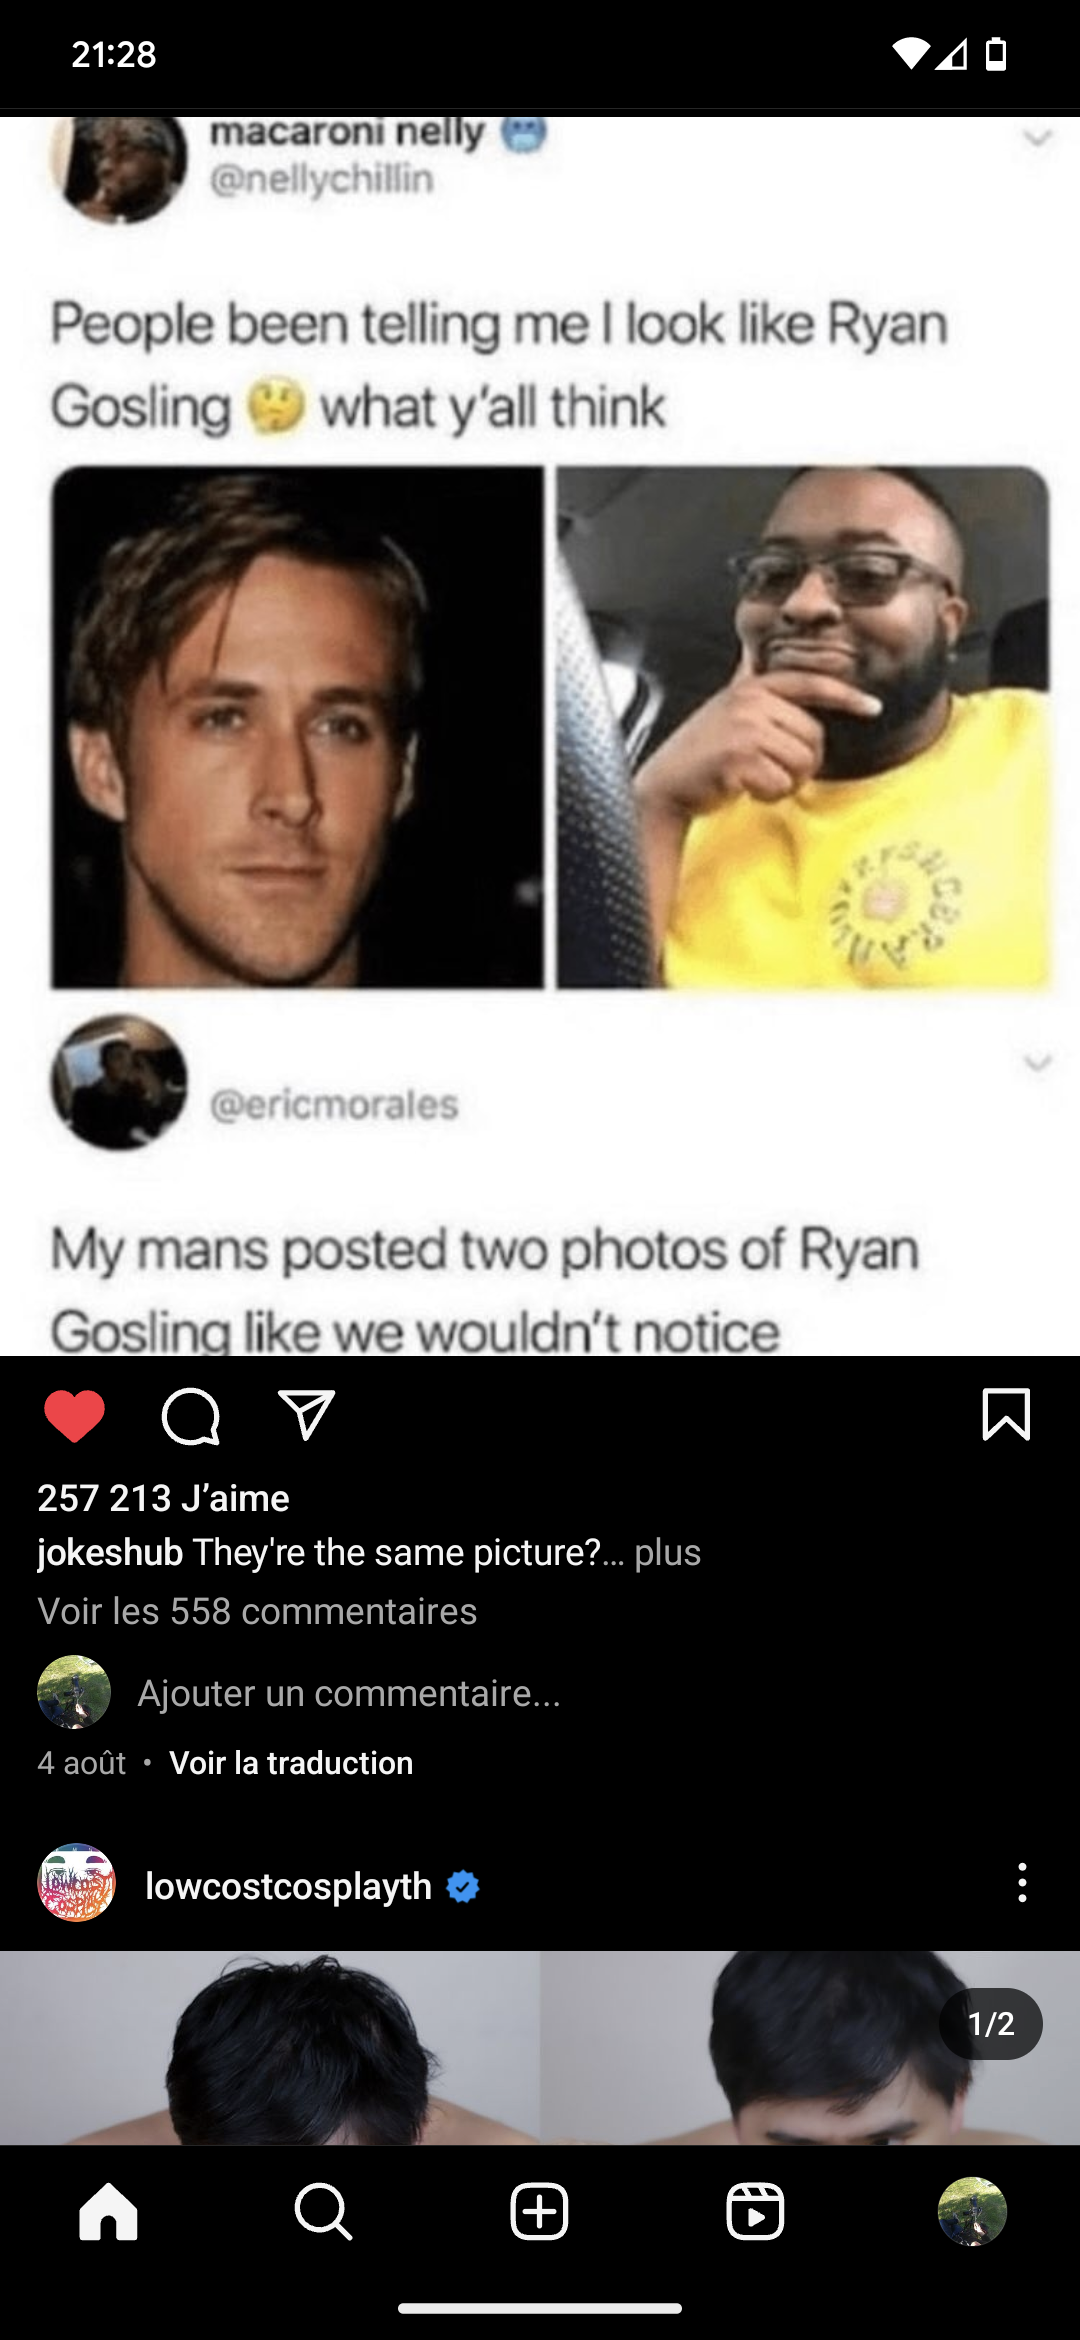 21:28
macaroni nelly 🥶
@nellychillin
People been telling me I look like Ryan
Gosling 🤔 what y'all think
@ericmorales
My mans posted two photos of Ryan
Gosling like we wouldn't notice
257 213 J'aime
jokeshub They're the same picture?... plus
Voir les 558 commentaires
Ajouter un commentaire...
4 août • Voir la traduction
lowcostcosplayth
1/2